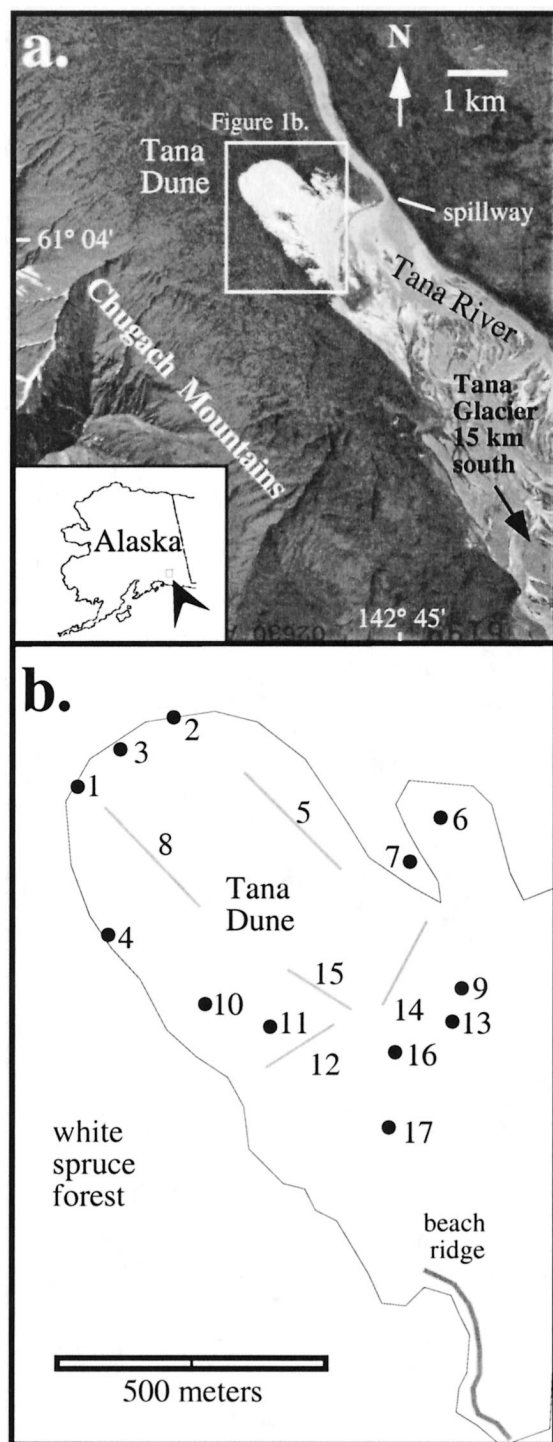 a.
N
1 km
Figure 1b.
Tana
Dune
spillway
61° 04'
Tana River
Chugach Mountains
Tana
Glacier
15 km
south
Alaska
142° 45'
b.
2
3
1
5
6
8
7
Tana
Dune
4
15
9
10
14
11
13
12
16
17
white
spruce
forest
beach
ridge
500 meters